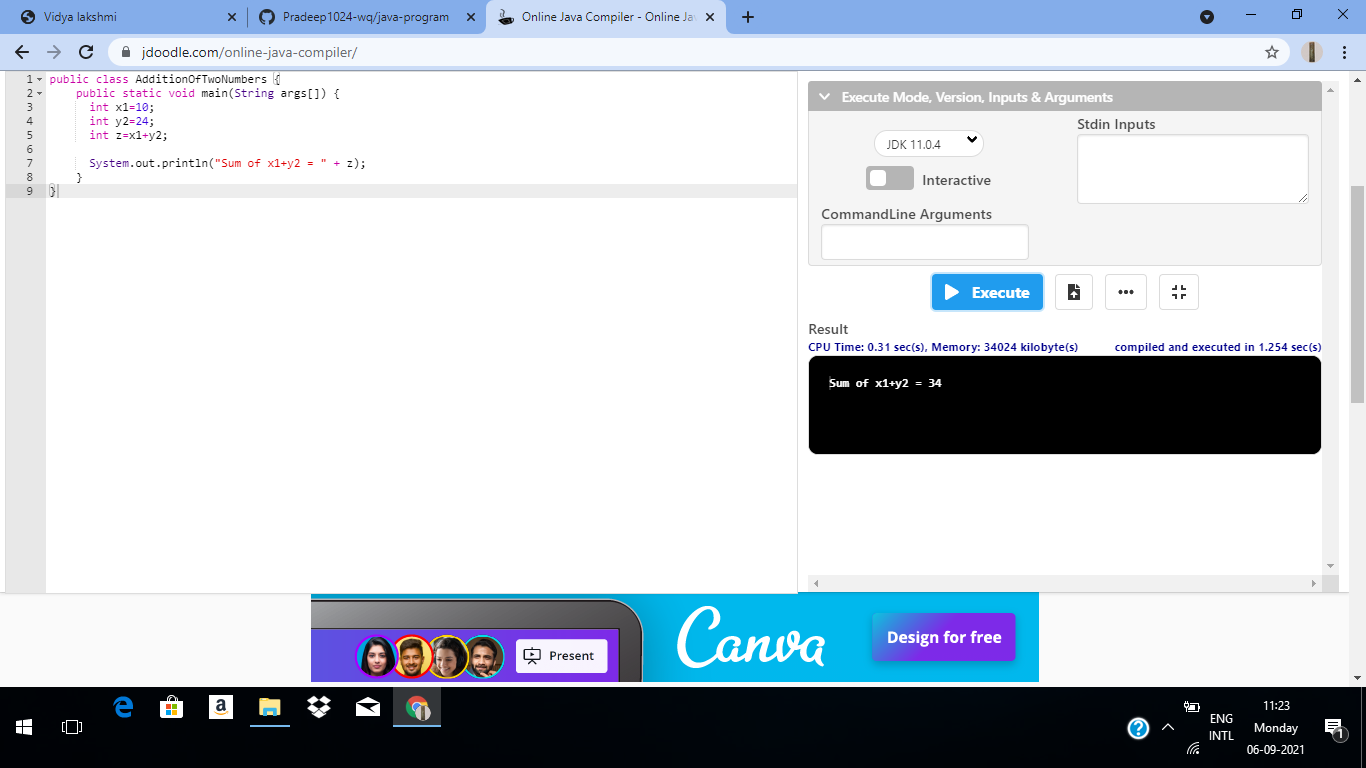 Vidya lakshmi
Pradeep1024-wq/java-program
Online Java Compiler - Online Ja
jdoodle.com/online-java-compiler/
1 public class AdditionOfTwoNumbers {
2 public static void main(String args[]) {
3 int x1=10;
4 int y2=24;
5 int z=x1+y2;
6
7 System.out.println("Sum of x1+y2 = " + z);
8 }
9 }
Execute Mode, Version, Inputs & Arguments
JDK 11.0.4
Interactive
Stdin Inputs
CommandLine Arguments
Execute
Result
CPU Time: 0.31 sec(s), Memory: 34024 kilobyte(s)
compiled and executed in 1.254 sec(s)
Sum of x1+y2 = 34
Present
Canva
Design for free
ENG
INTL
11:23
Monday
06-09-2021
1